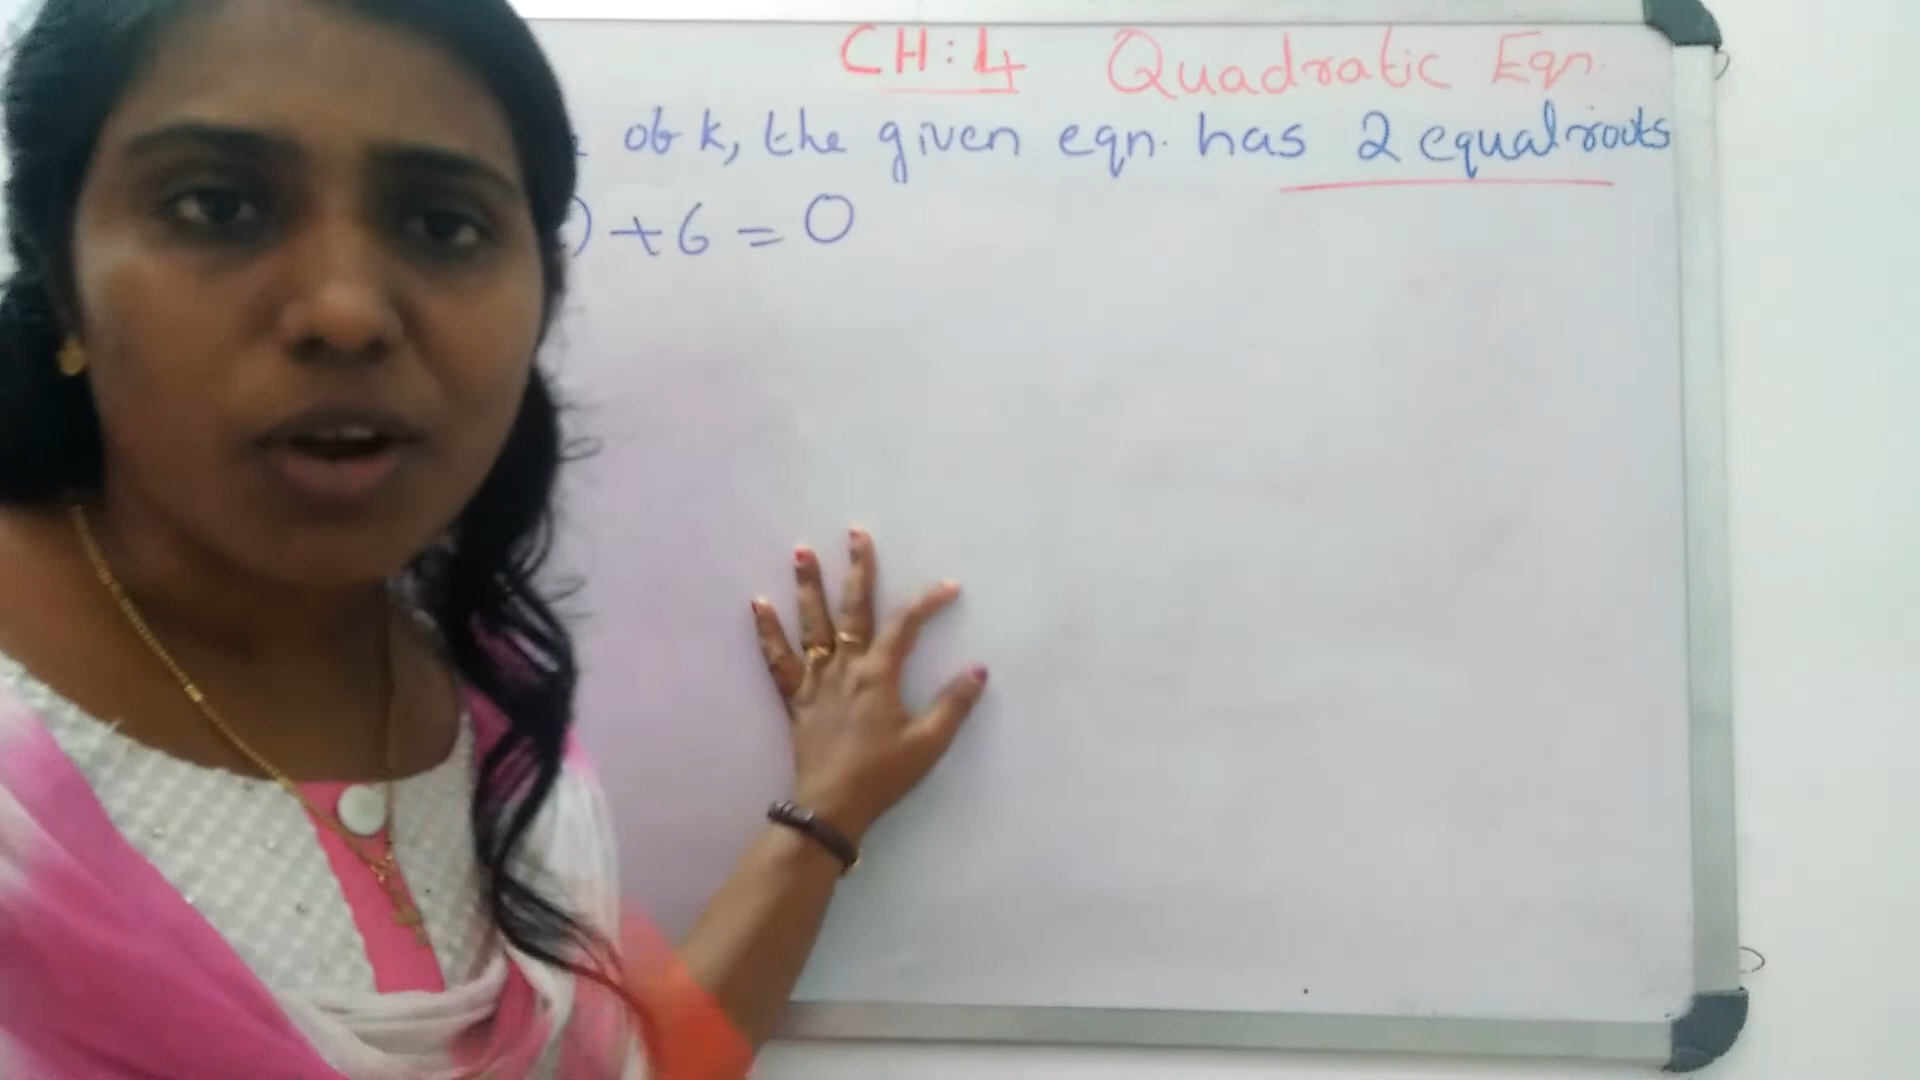 CH:4 Quadratic Eqn.
of k, the given eqn. has 2 equal roots
) + 6 = 0